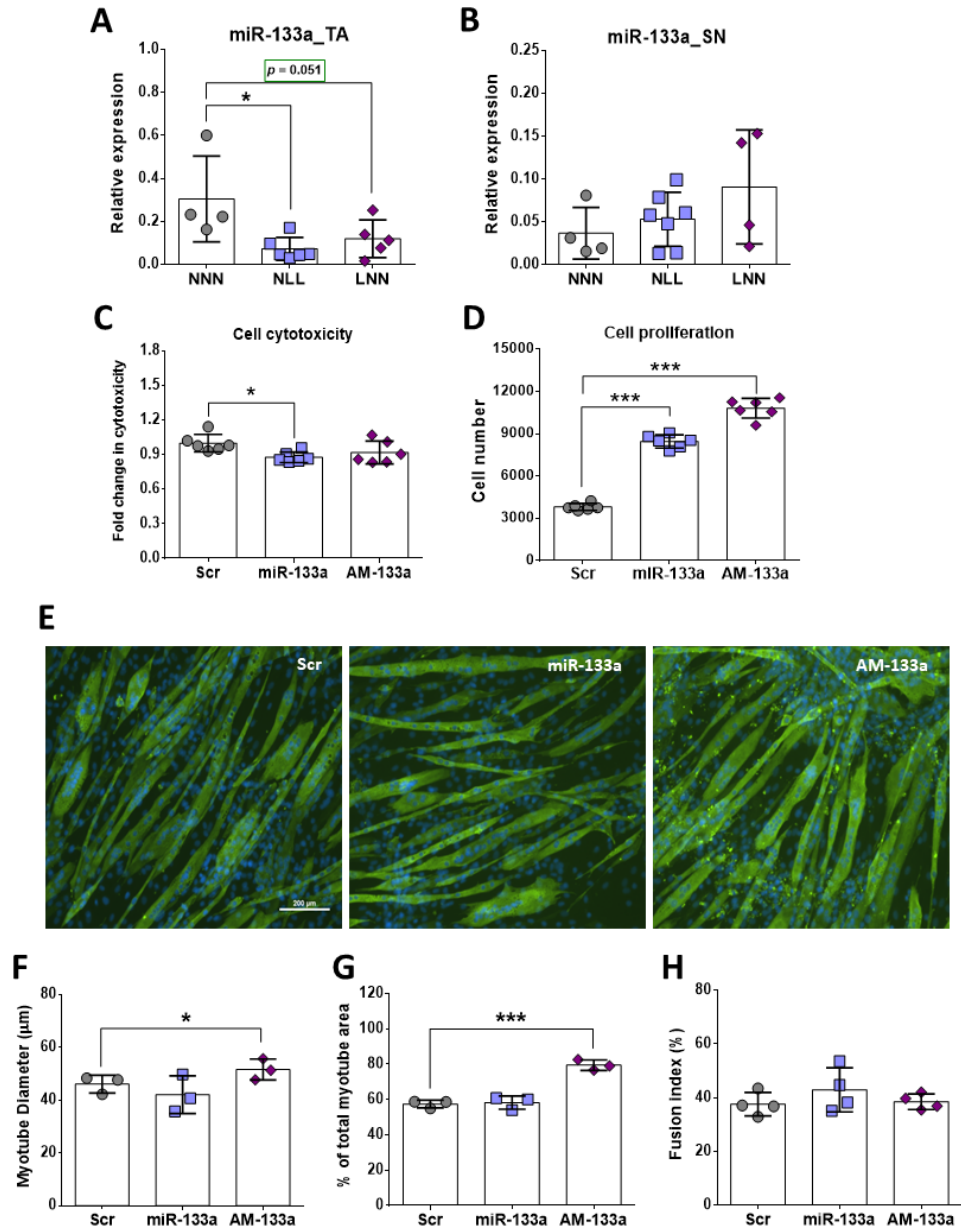 A
miR-133a_TA
Relative expression
1.0
0.8
0.6
0.4
0.2
0.0
p = 0.051
*
NNN NLL LNN
B
miR-133a_SN
Relative expression
0.25
0.20
0.15
0.10
0.05
0.00
NNN NLL LNN
C
Cell cytotoxicity
Fold change in cytotoxicity
1.8
1.5
1.2
0.9
0.6
0.3
0.0
*
Scr miR-133a AM-133a
D
Cell proliferation
Cell number
15000
12000
9000
6000
3000
0
***
***
Scr mIR-133a AM-133a
E
Scr
200 µm
miR-133a
AM-133a
F
Myotube Diameter (µm)
80
60
40
20
0
*
Scr miR-133a AM-133a
G
% of total myotube area
120
100
80
60
40
20
0
***
Scr miR-133a AM-133a
H
Fusion Index (%)
80
60
40
20
0
Scr miR-133a AM-133a